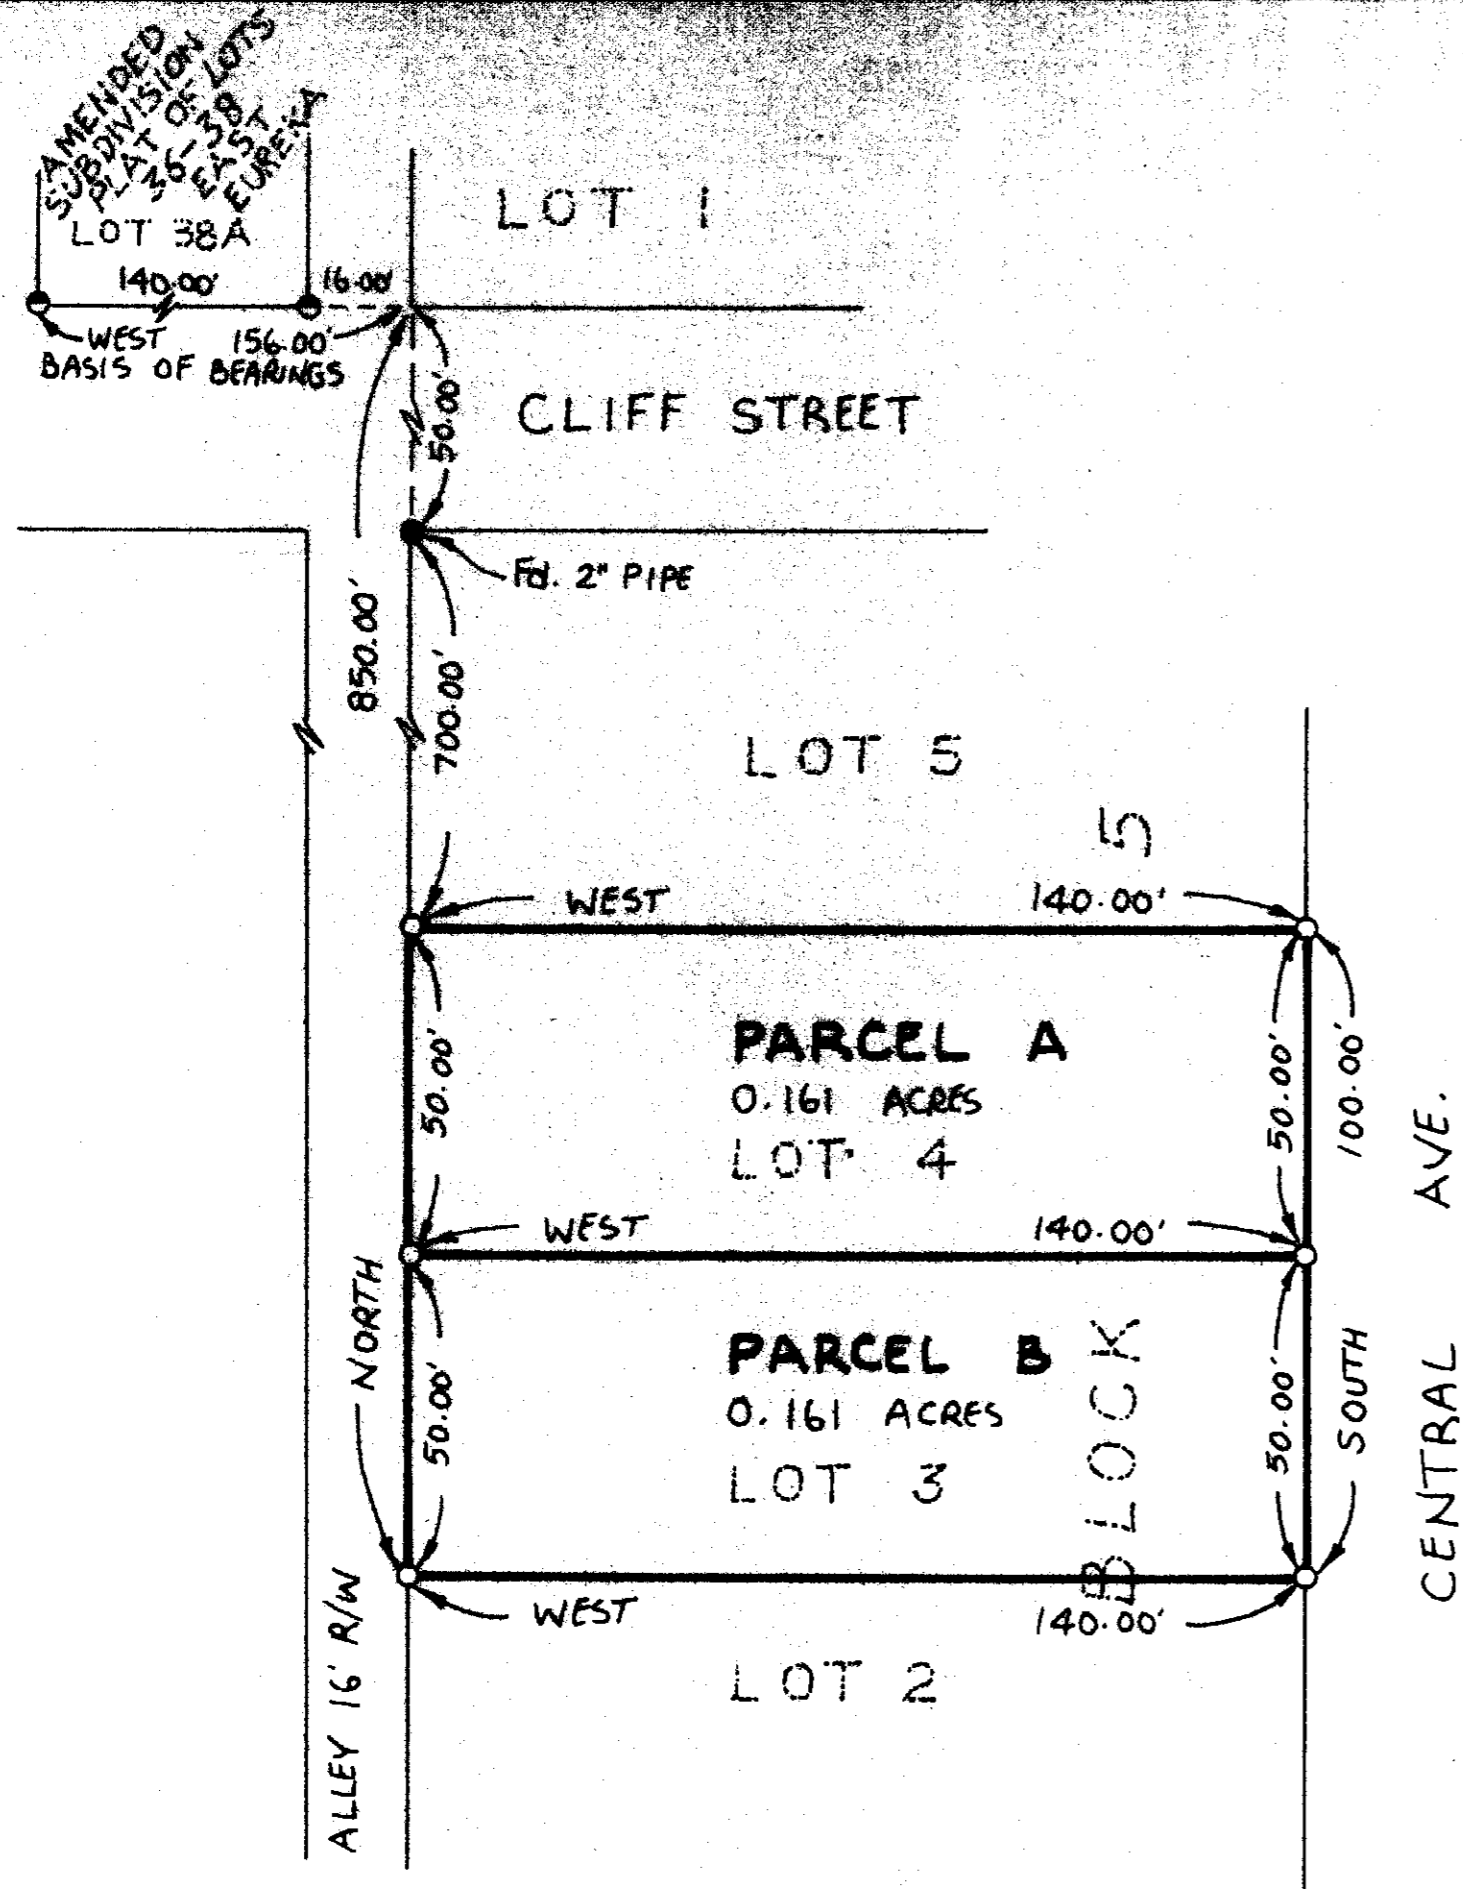 AMENDED
SUBDIVISION
PLAT OF LOTS
36-38
EAST
EUREKA
LOT 38A
LOT 1
140.00'
16.00'
WEST
156.00'
BASIS OF BEARINGS
50.00'
CLIFF STREET
Fd. 2" PIPE
850.00'
700.00'
LOT 5
5
WEST
140.00'
PARCEL A
0.161 ACRES
LOT 4
50.00'
50.00'
100.00'
WEST
140.00'
NORTH
PARCEL B
0.161 ACRES
LOT 3
50.00'
BLOCK
50.00'
SOUTH
CENTRAL AVE.
WEST
140.00'
LOT 2
ALLEY 16' R/W